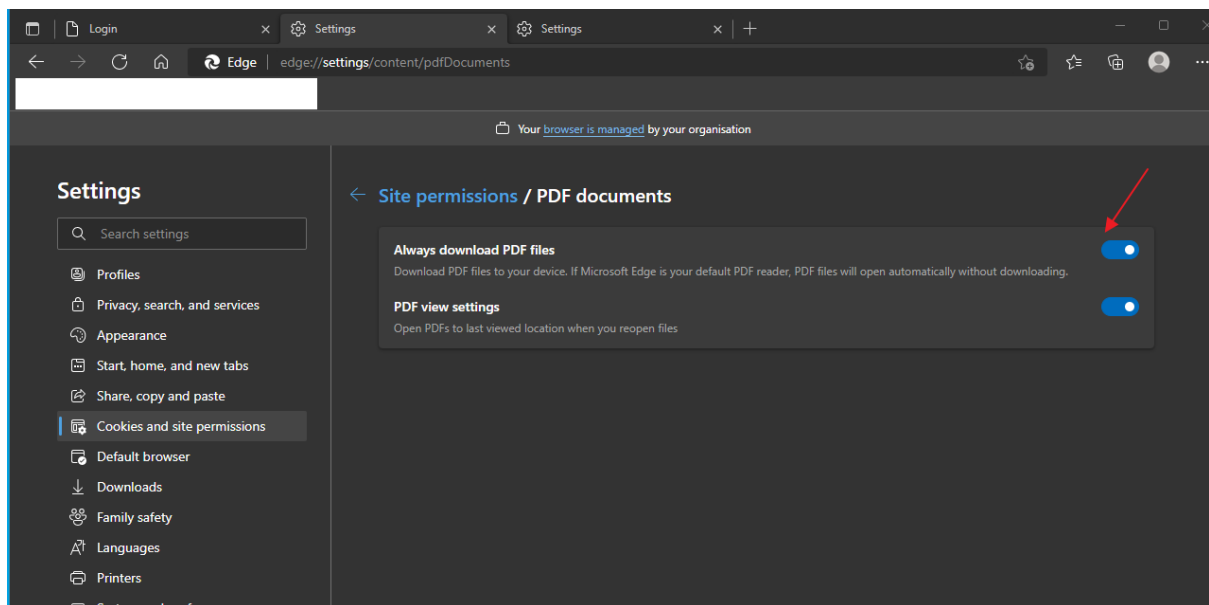 Login
Settings
Settings
Edge
edge://settings/content/pdfDocuments
Your browser is managed by your organisation
Settings
Search settings
Profiles
Privacy, search, and services
Appearance
Start, home, and new tabs
Share, copy and paste
Cookies and site permissions
Default browser
Downloads
Family safety
Languages
Printers
Site permissions / PDF documents
Always download PDF files
Download PDF files to your device. If Microsoft Edge is your default PDF reader, PDF files will open automatically without downloading.
PDF view settings
Open PDFs to last viewed location when you reopen files